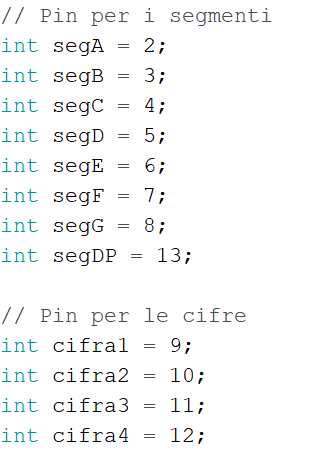 // Pin per i segmenti
int segA = 2;
int segB = 3;
int segC = 4;
int segD = 5;
int segE = 6;
int segF = 7;
int segG = 8;
int segDP = 13;

// Pin per le cifre
int cifra1 = 9;
int cifra2 = 10;
int cifra3 = 11;
int cifra4 = 12;